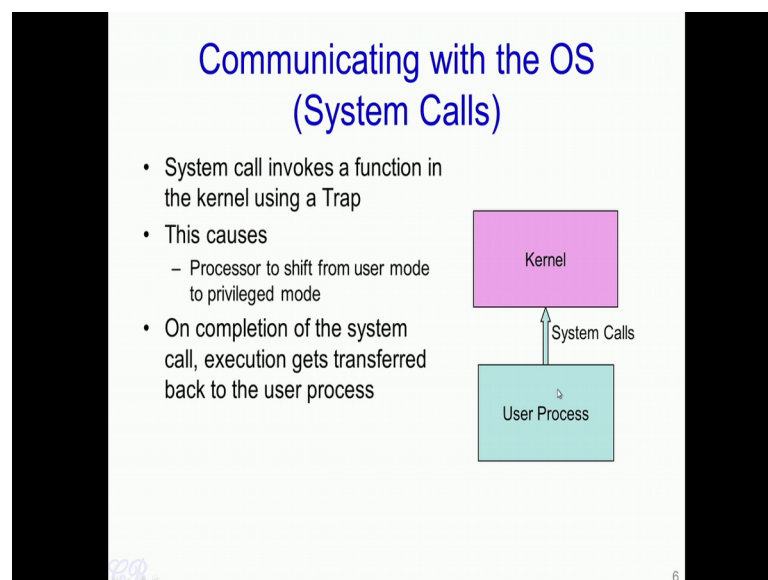 Communicating with the OS
(System Calls)
• System call invokes a function in
the kernel using a Trap
• This causes
– Processor to shift from user mode
to privileged mode
• On completion of the system
call, execution gets transferred
back to the user process
Kernel
System Calls
User Process
6